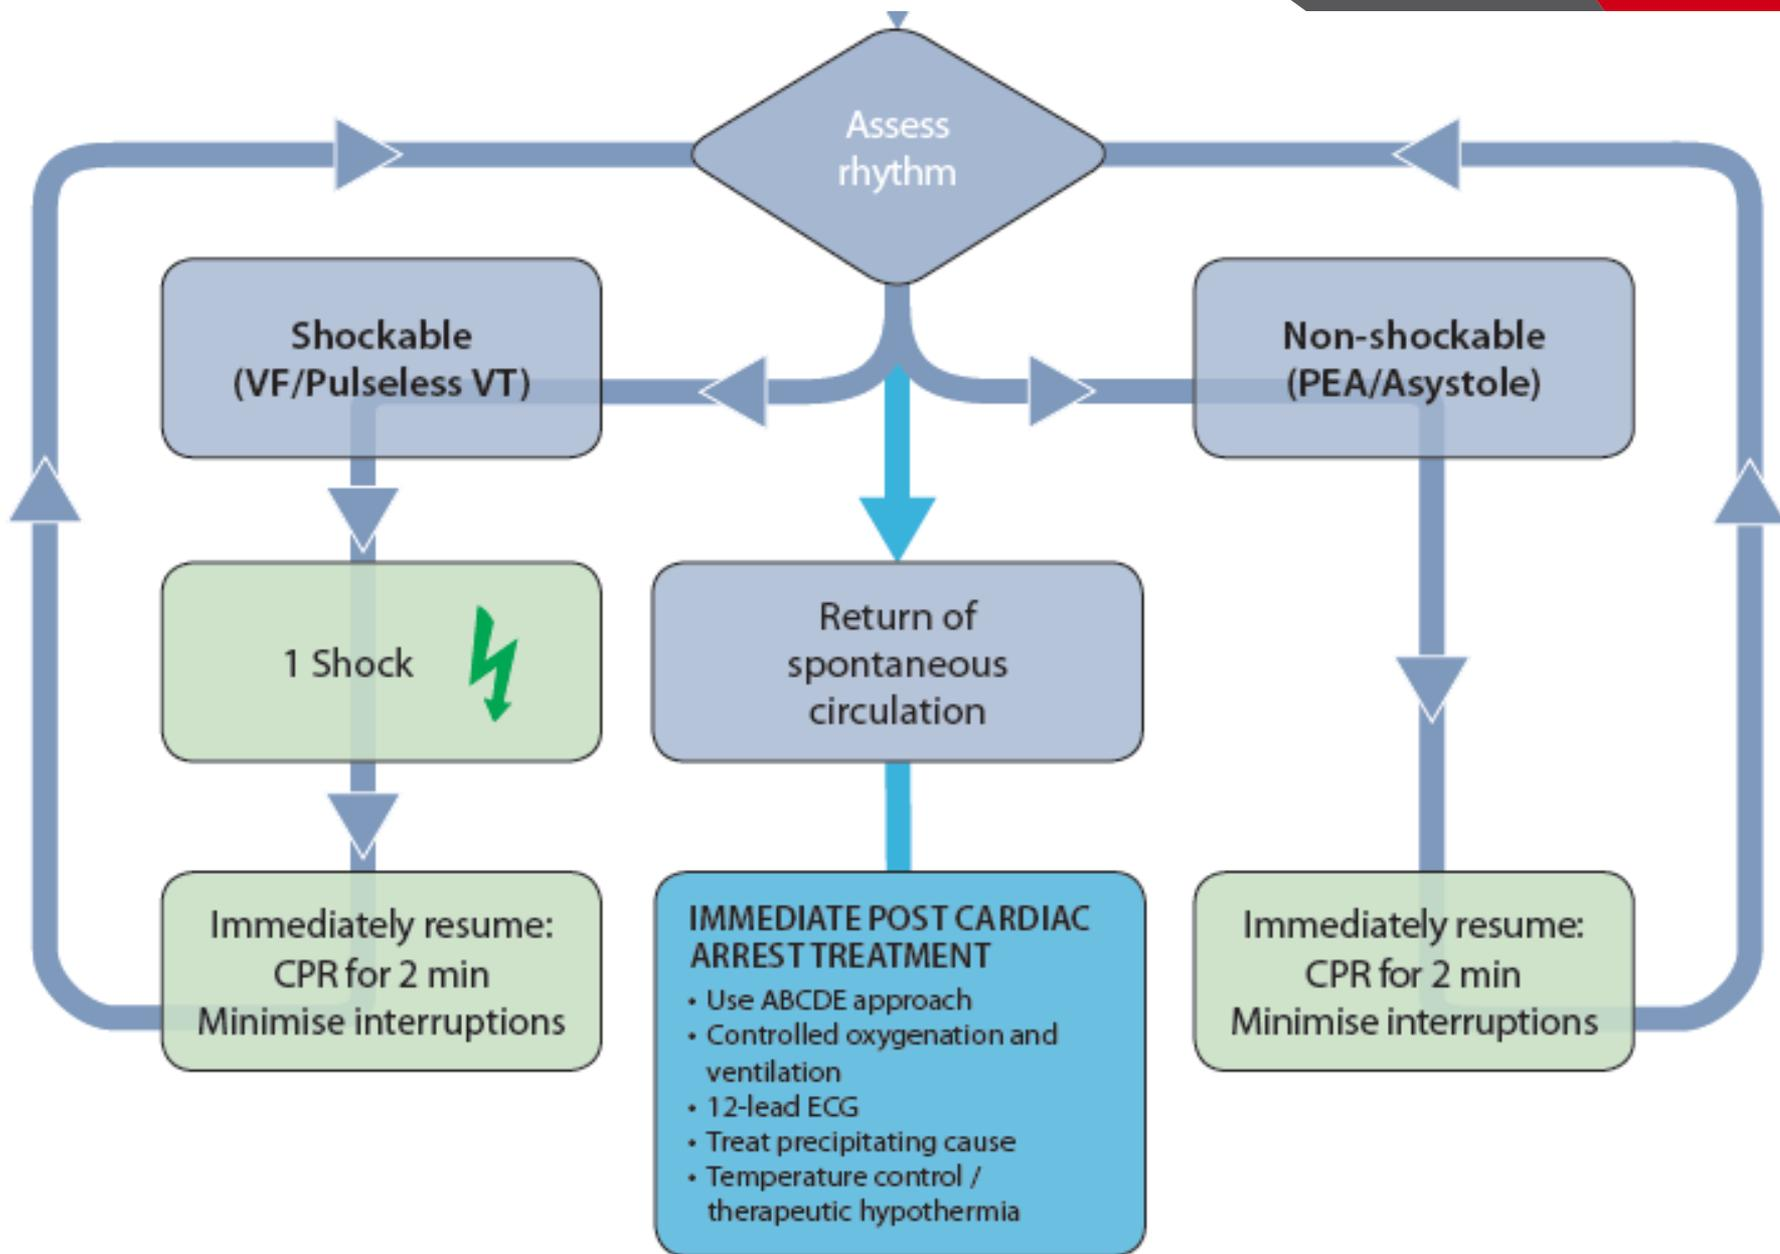 Assess
rhythm
Shockable
(VF/Pulseless VT)
Non-shockable
(PEA/Asystole)
1 Shock
Return of
spontaneous
circulation
Immediately resume:
CPR for 2 min
Minimise interruptions
IMMEDIATE POST CARDIAC
ARREST TREATMENT
• Use ABCDE approach
• Controlled oxygenation and
ventilation
• 12-lead ECG
• Treat precipitating cause
• Temperature control /
therapeutic hypothermia
Immediately resume:
CPR for 2 min
Minimise interruptions